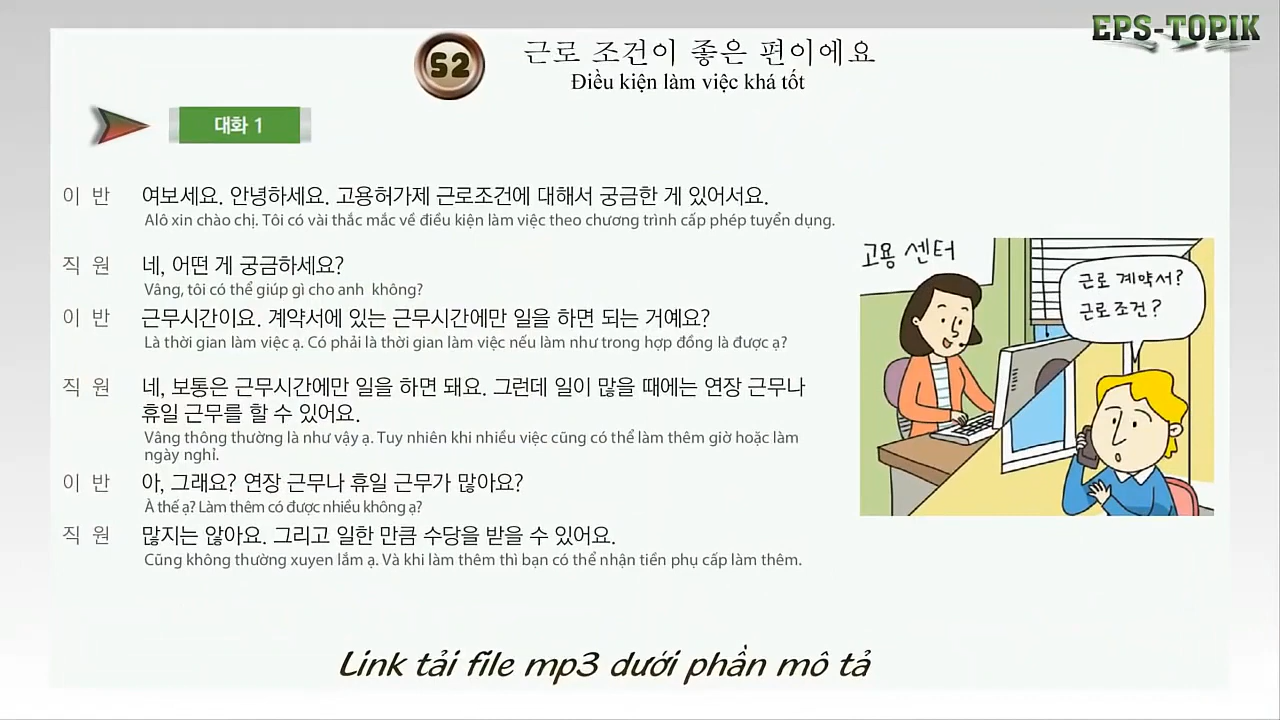 EPS-TOPIK
52
근로 조건이 좋은 편이에요
Điều kiện làm việc khá tốt
대화 1
이 반 여보세요. 안녕하세요. 고용허가제 근로조건에 대해서 궁금한 게 있어서요.
Alô xin chào chị. Tôi có vài thắc mắc về điều kiện làm việc theo chương trình cấp phép tuyển dụng.
직 원 네, 어떤 게 궁금하세요?
Vâng, tôi có thể giúp gì cho anh không?
이 반 근무시간이요. 계약서에 있는 근무시간에만 일을 하면 되는 거예요?
Là thời gian làm việc ạ. Có phải là thời gian làm việc nếu làm như trong hợp đồng là được ạ?
직 원 네, 보통은 근무시간에만 일을 하면 돼요. 그런데 일이 많을 때에는 연장 근무나
휴일 근무를 할 수 있어요.
Vâng thông thường là như vậy ạ. Tuy nhiên khi nhiều việc cũng có thể làm thêm giờ hoặc làm
ngày nghỉ.
이 반 아, 그래요? 연장 근무나 휴일 근무가 많아요?
À thế ạ? Làm thêm có được nhiều không ạ?
직 원 많지는 않아요. 그리고 일한 만큼 수당을 받을 수 있어요.
Cũng không thường xuyen lắm ạ. Và khi làm thêm thì bạn có thể nhận tiền phụ cấp làm thêm.
고용 센터
근로 계약서?
근로조건?
Link tải file mp3 dưới phần mô tả